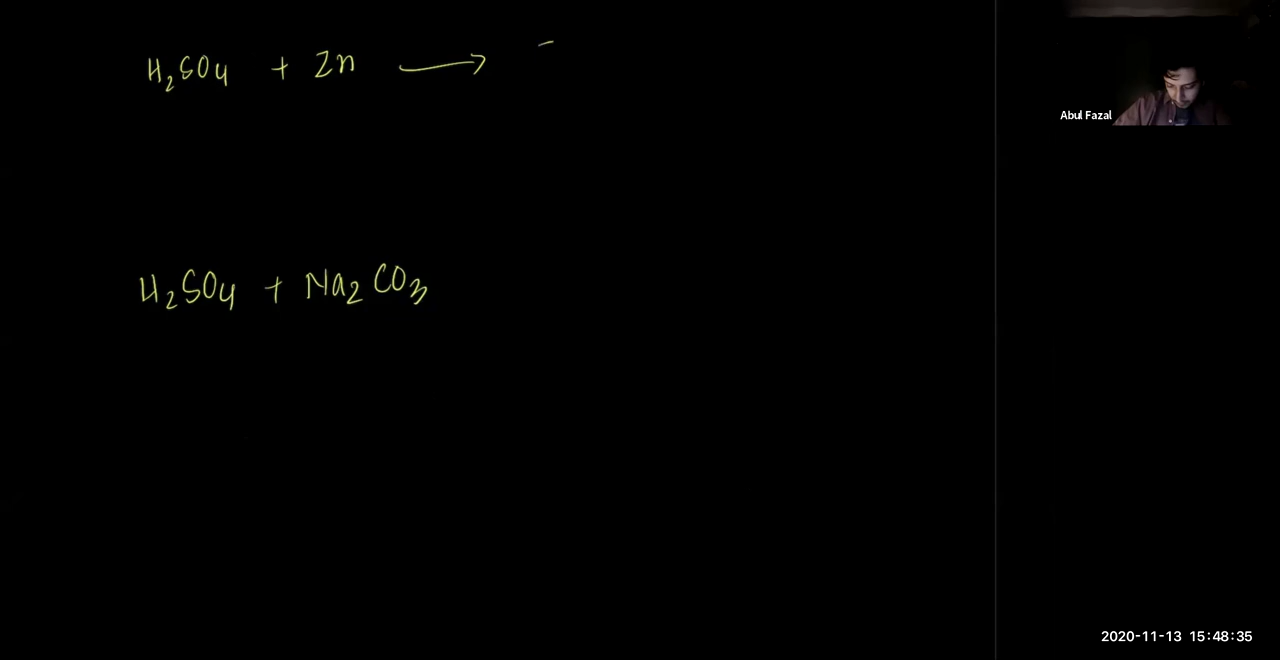 H₂SO₄ + Zn ⟶
Abul Fazal
H₂SO₄ + Na₂CO₃
2020-11-13 15:48:35